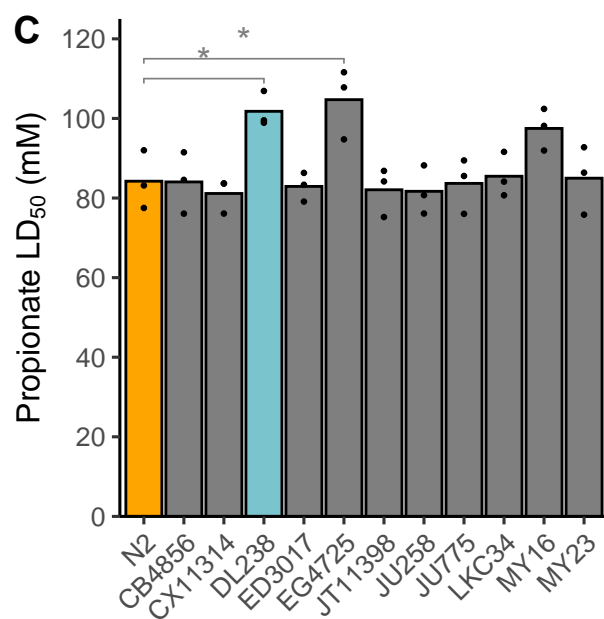 C
*
*
Propionate LD50 (mM)
120
100
80
60
40
20
0
N2
CB4856
CX11314
DL238
ED3017
EG4725
JT11398
JU258
JU775
LKC34
MY16
MY23